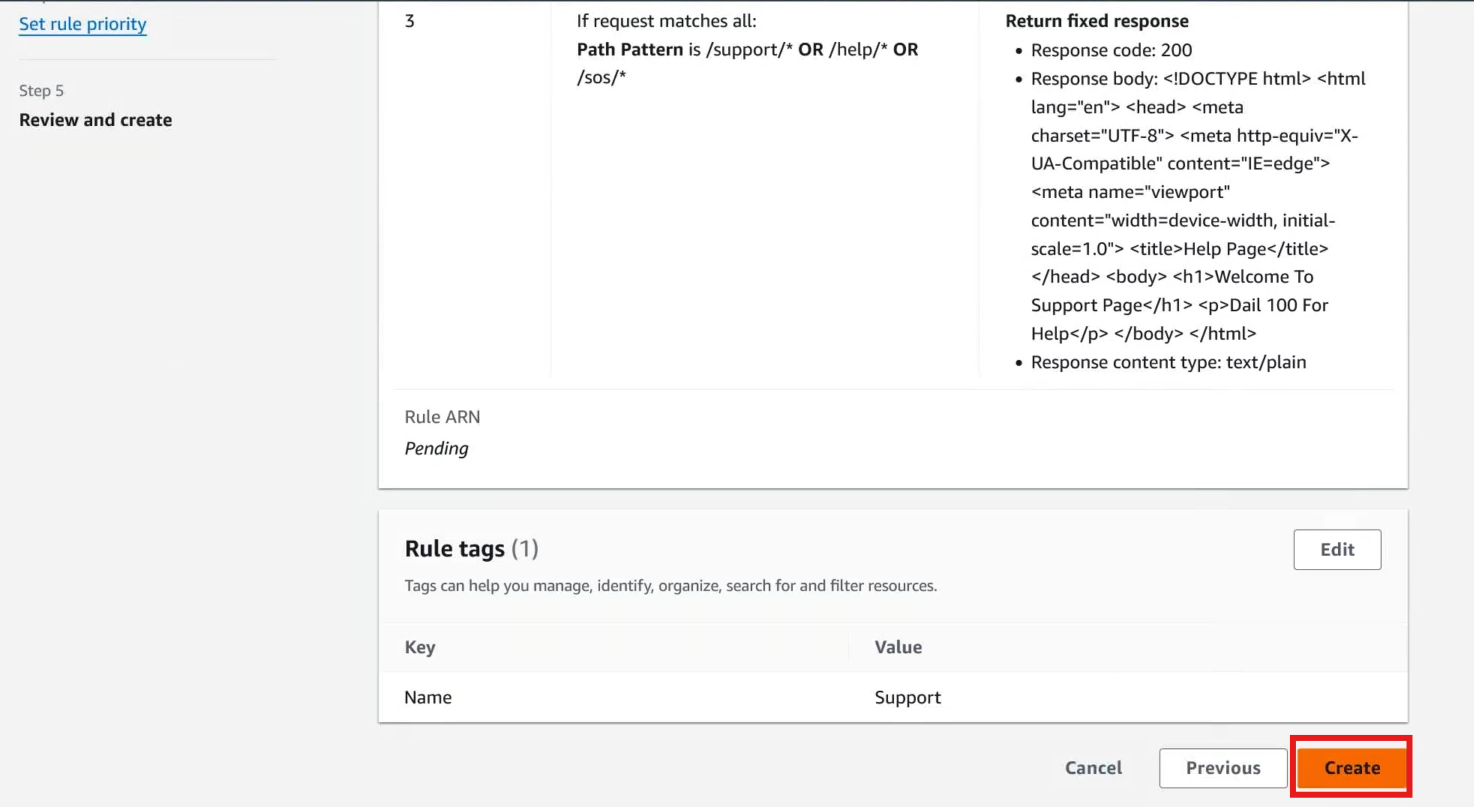 Set rule priority
Step 5
Review and create
3
If request matches all:
Path Pattern is /support/* OR /help/* OR
/sos/*
Return fixed response
• Response code: 200
• Response body: <!DOCTYPE html> <html
lang="en"> <head> <meta
charset="UTF-8"> <meta http-equiv="X-
UA-Compatible" content="IE=edge">
<meta name="viewport"
content="width=device-width, initial-
scale=1.0"> <title>Help Page</title>
</head> <body> <h1>Welcome To
Support Page</h1> <p>Dail 100 For
Help</p> </body> </html>
• Response content type: text/plain
Rule ARN
Pending
Rule tags (1)
Edit
Tags can help you manage, identify, organize, search for and filter resources.
Key
Value
Name
Support
Cancel
Previous
Create